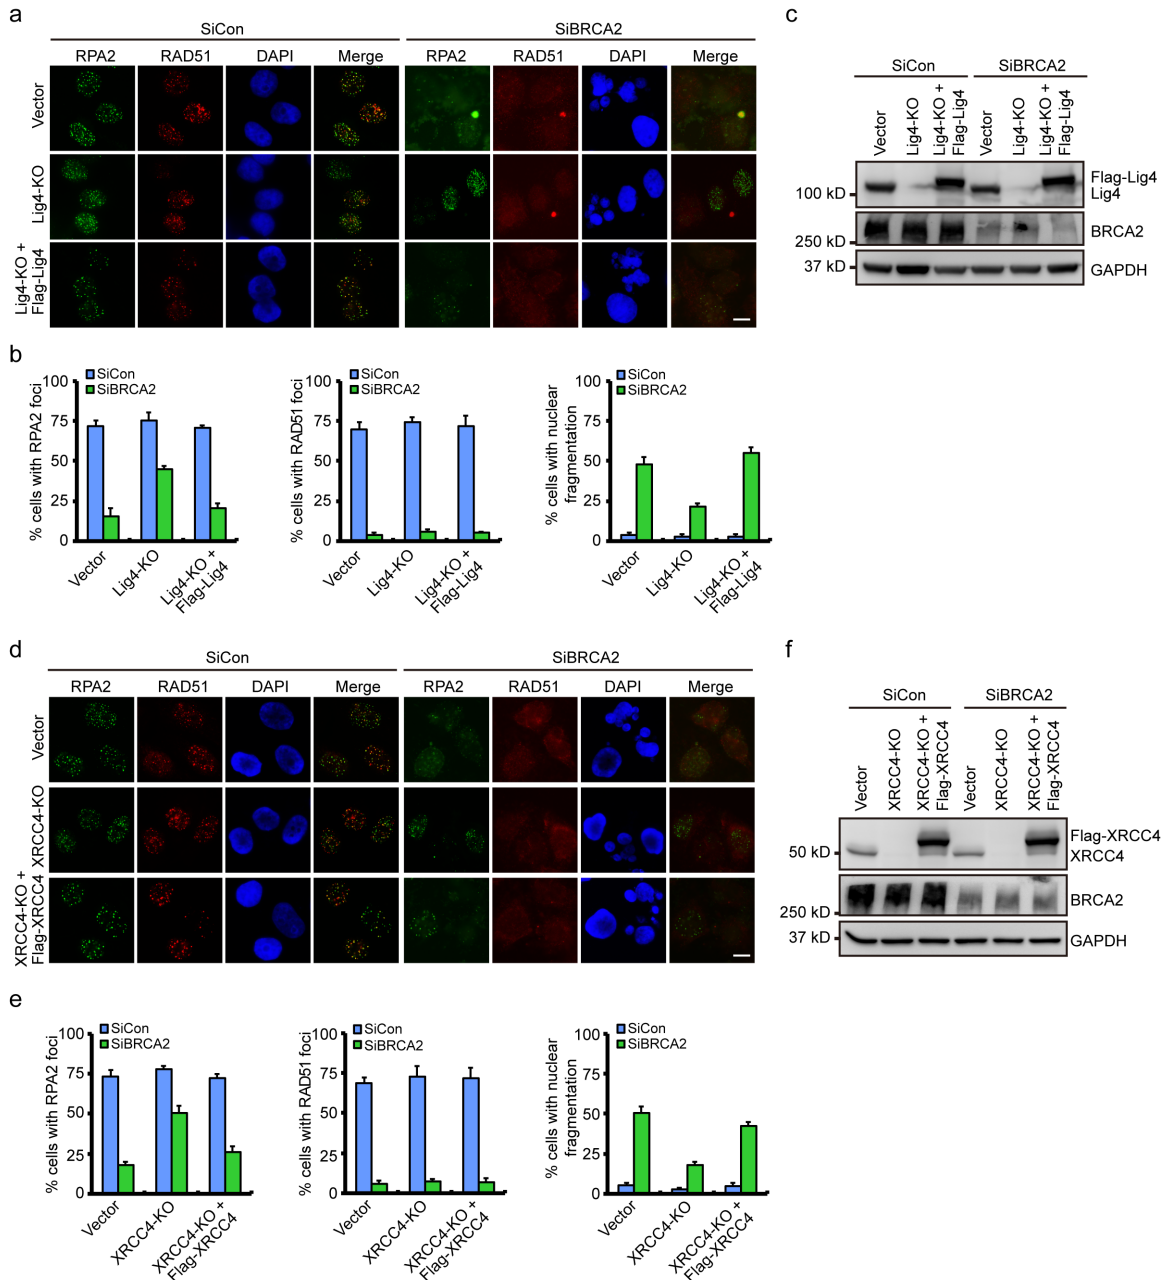 a
SiCon
SiBRCA2
RPA2 RAD51 DAPI Merge RPA2 RAD51 DAPI Merge
Vector
Lig4-KO
Lig4-KO +
Flag-Lig4
c
SiCon SiBRCA2
Vector
Lig4-KO
Lig4-KO +
Flag-Lig4
Vector
Lig4-KO
Lig4-KO +
Flag-Lig4
100 kD
Flag-Lig4
Lig4
250 kD
BRCA2
37 kD
GAPDH
b
% cells with RPA2 foci
100
75
50
25
0
SiCon
SiBRCA2
Vector
Lig4-KO
Lig4-KO +
Flag-Lig4
% cells with RAD51 foci
100
75
50
25
0
SiCon
SiBRCA2
Vector
Lig4-KO
Lig4-KO +
Flag-Lig4
% cells with nuclear
fragmentation
100
75
50
25
0
SiCon
SiBRCA2
Vector
Lig4-KO
Lig4-KO +
Flag-Lig4
d
SiCon
SiBRCA2
RPA2 RAD51 DAPI Merge RPA2 RAD51 DAPI Merge
Vector
XRCC4-KO
XRCC4-KO +
Flag-XRCC4
f
SiCon SiBRCA2
Vector
XRCC4-KO
XRCC4-KO +
Flag-XRCC4
Vector
XRCC4-KO
XRCC4-KO +
Flag-XRCC4
50 kD
Flag-XRCC4
XRCC4
250 kD
BRCA2
37 kD
GAPDH
e
% cells with RPA2 foci
100
75
50
25
0
SiCon
SiBRCA2
Vector
XRCC4-KO
XRCC4-KO +
Flag-XRCC4
% cells with RAD51 foci
100
75
50
25
0
SiCon
SiBRCA2
Vector
XRCC4-KO
XRCC4-KO +
Flag-XRCC4
% cells with nuclear
fragmentation
100
75
50
25
0
SiCon
SiBRCA2
Vector
XRCC4-KO
XRCC4-KO +
Flag-XRCC4